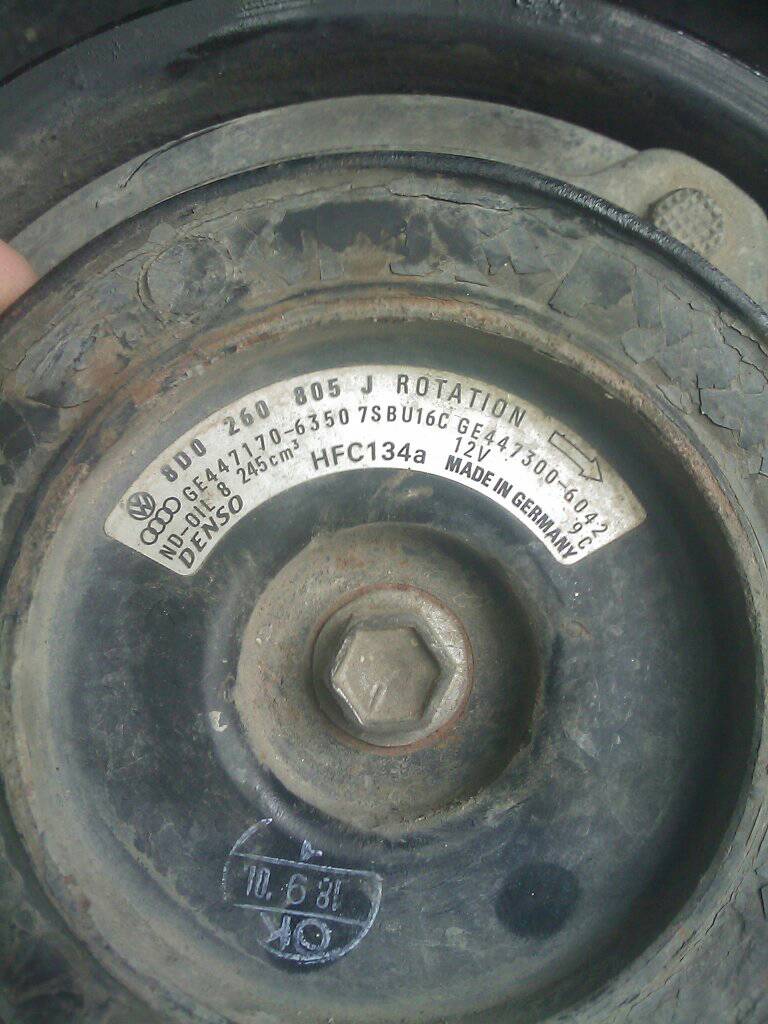 8D0 260 805 J ROTATION
GE447170-6350 7SBU16C GE447300-6042
ND-OIL 8 245cm³ 12V 9C
DENSO HFC134a MADE IN GERMANY
OK